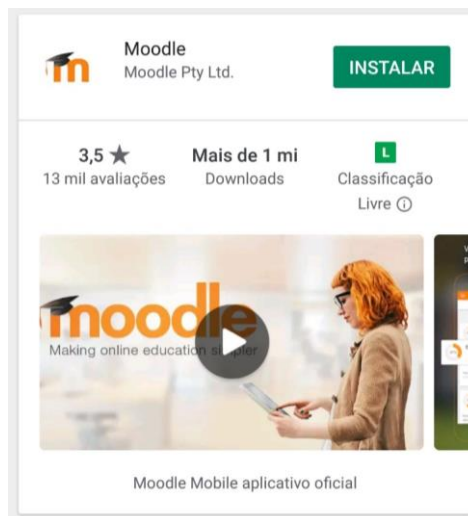 Moodle
Moodle Pty Ltd.
INSTALAR
3,5 ★
13 mil avaliações
Mais de 1 mi
Downloads
L
Classificação
Livre
moodle
Making online education simpler
Moodle Mobile aplicativo oficial